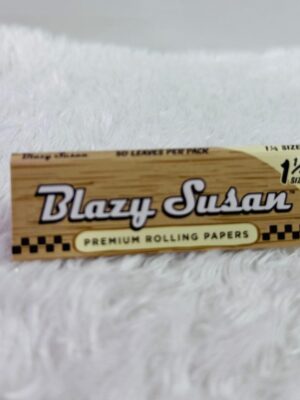 Blazy Susan 50 LEAVES PER PACK 1¼ SIZE
Blazy Susan
PREMIUM ROLLING PAPERS